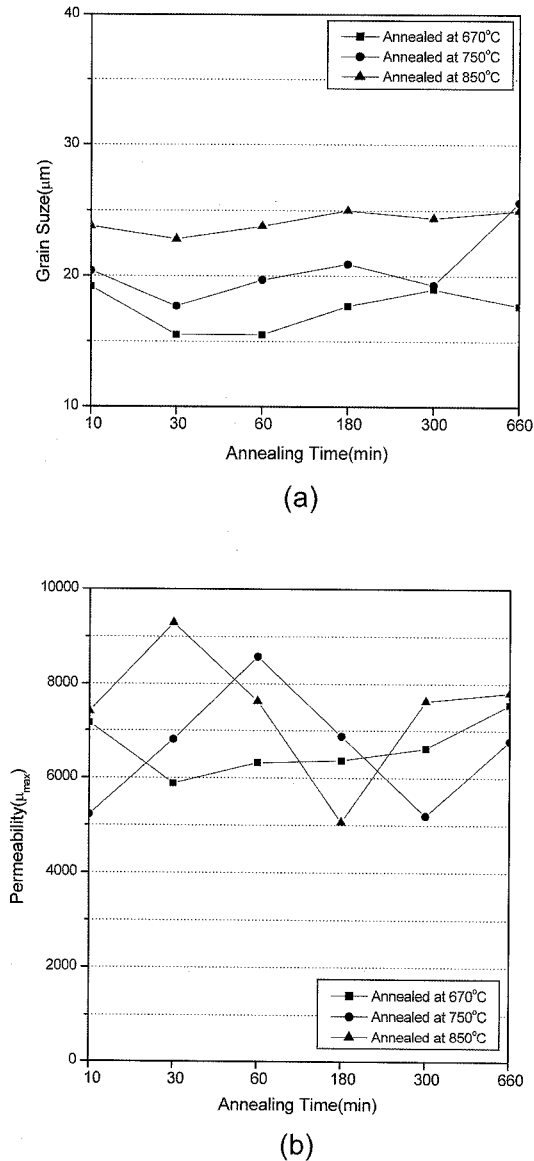 40
30
20
10
Grain Suze(μm)
Annealed at 670°C
Annealed at 750°C
Annealed at 850°C
10 30 60 180 300 660
Annealing Time(min)
(a)
10000
8000
6000
4000
2000
0
Permeability(μmax)
Annealed at 670°C
Annealed at 750°C
Annealed at 850°C
10 30 60 180 300 660
Annealing Time(min)
(b)